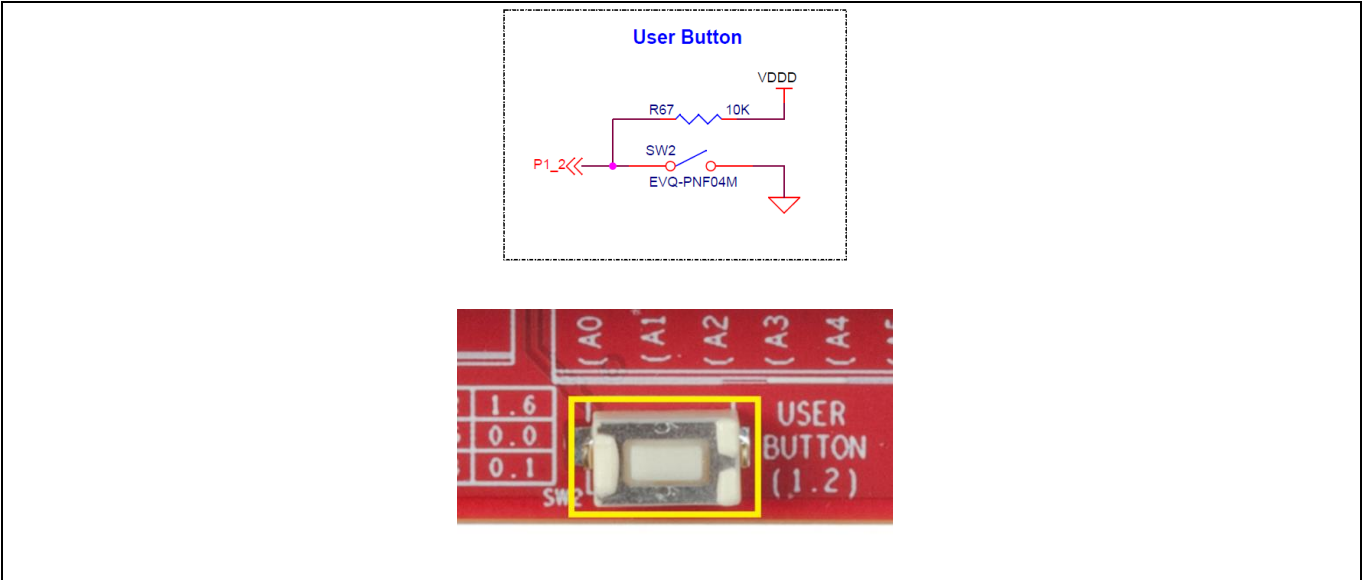 User Button
VDDD
R67 10K
SW2
P1_2
EVQ-PNF04M
(A0
(A1
(A2
(A3
(A4
1.6
0.0
0.1
SW2
USER
BUTTON
(1.2)